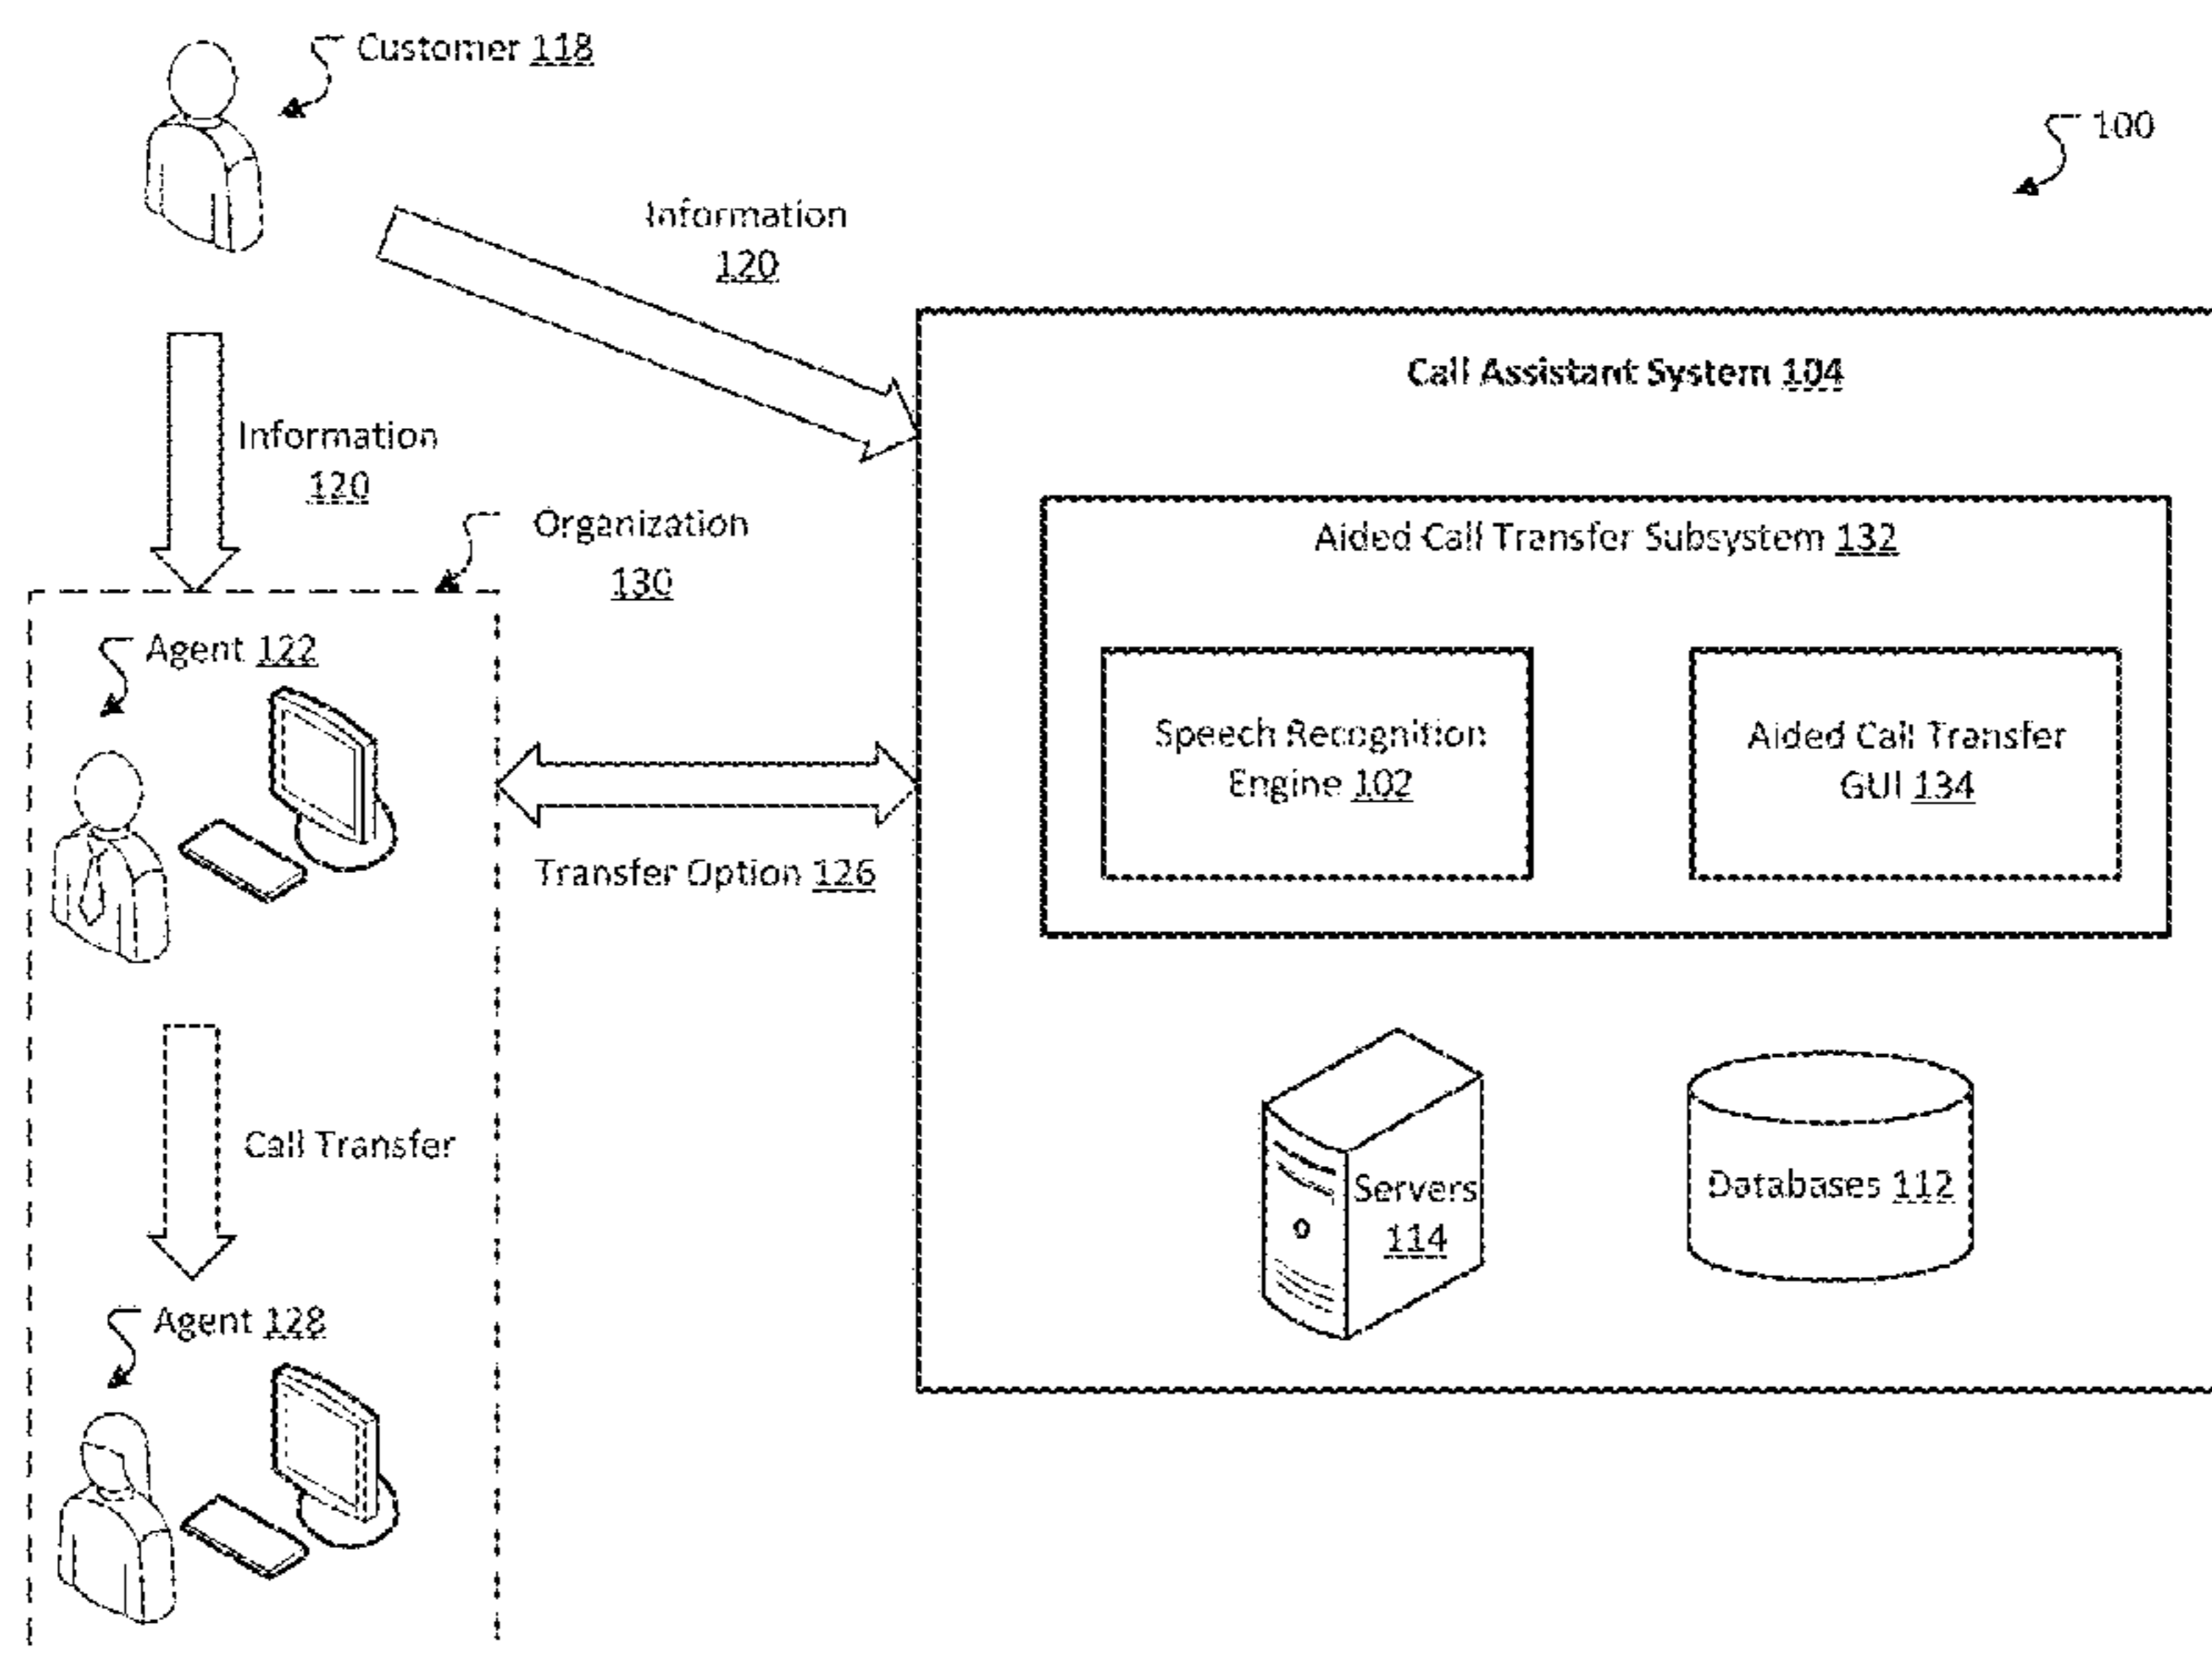 Customer 118
100
Information
120
Call Assistant System 104
Information
120
Organization
130
Aided Call Transfer Subsystem 132
Agent 122
Speech Recognition
Engine 102
Aided Call Transfer
GUI 134
Transfer Option 126
Call Transfer
Servers
114
Databases 112
Agent 128